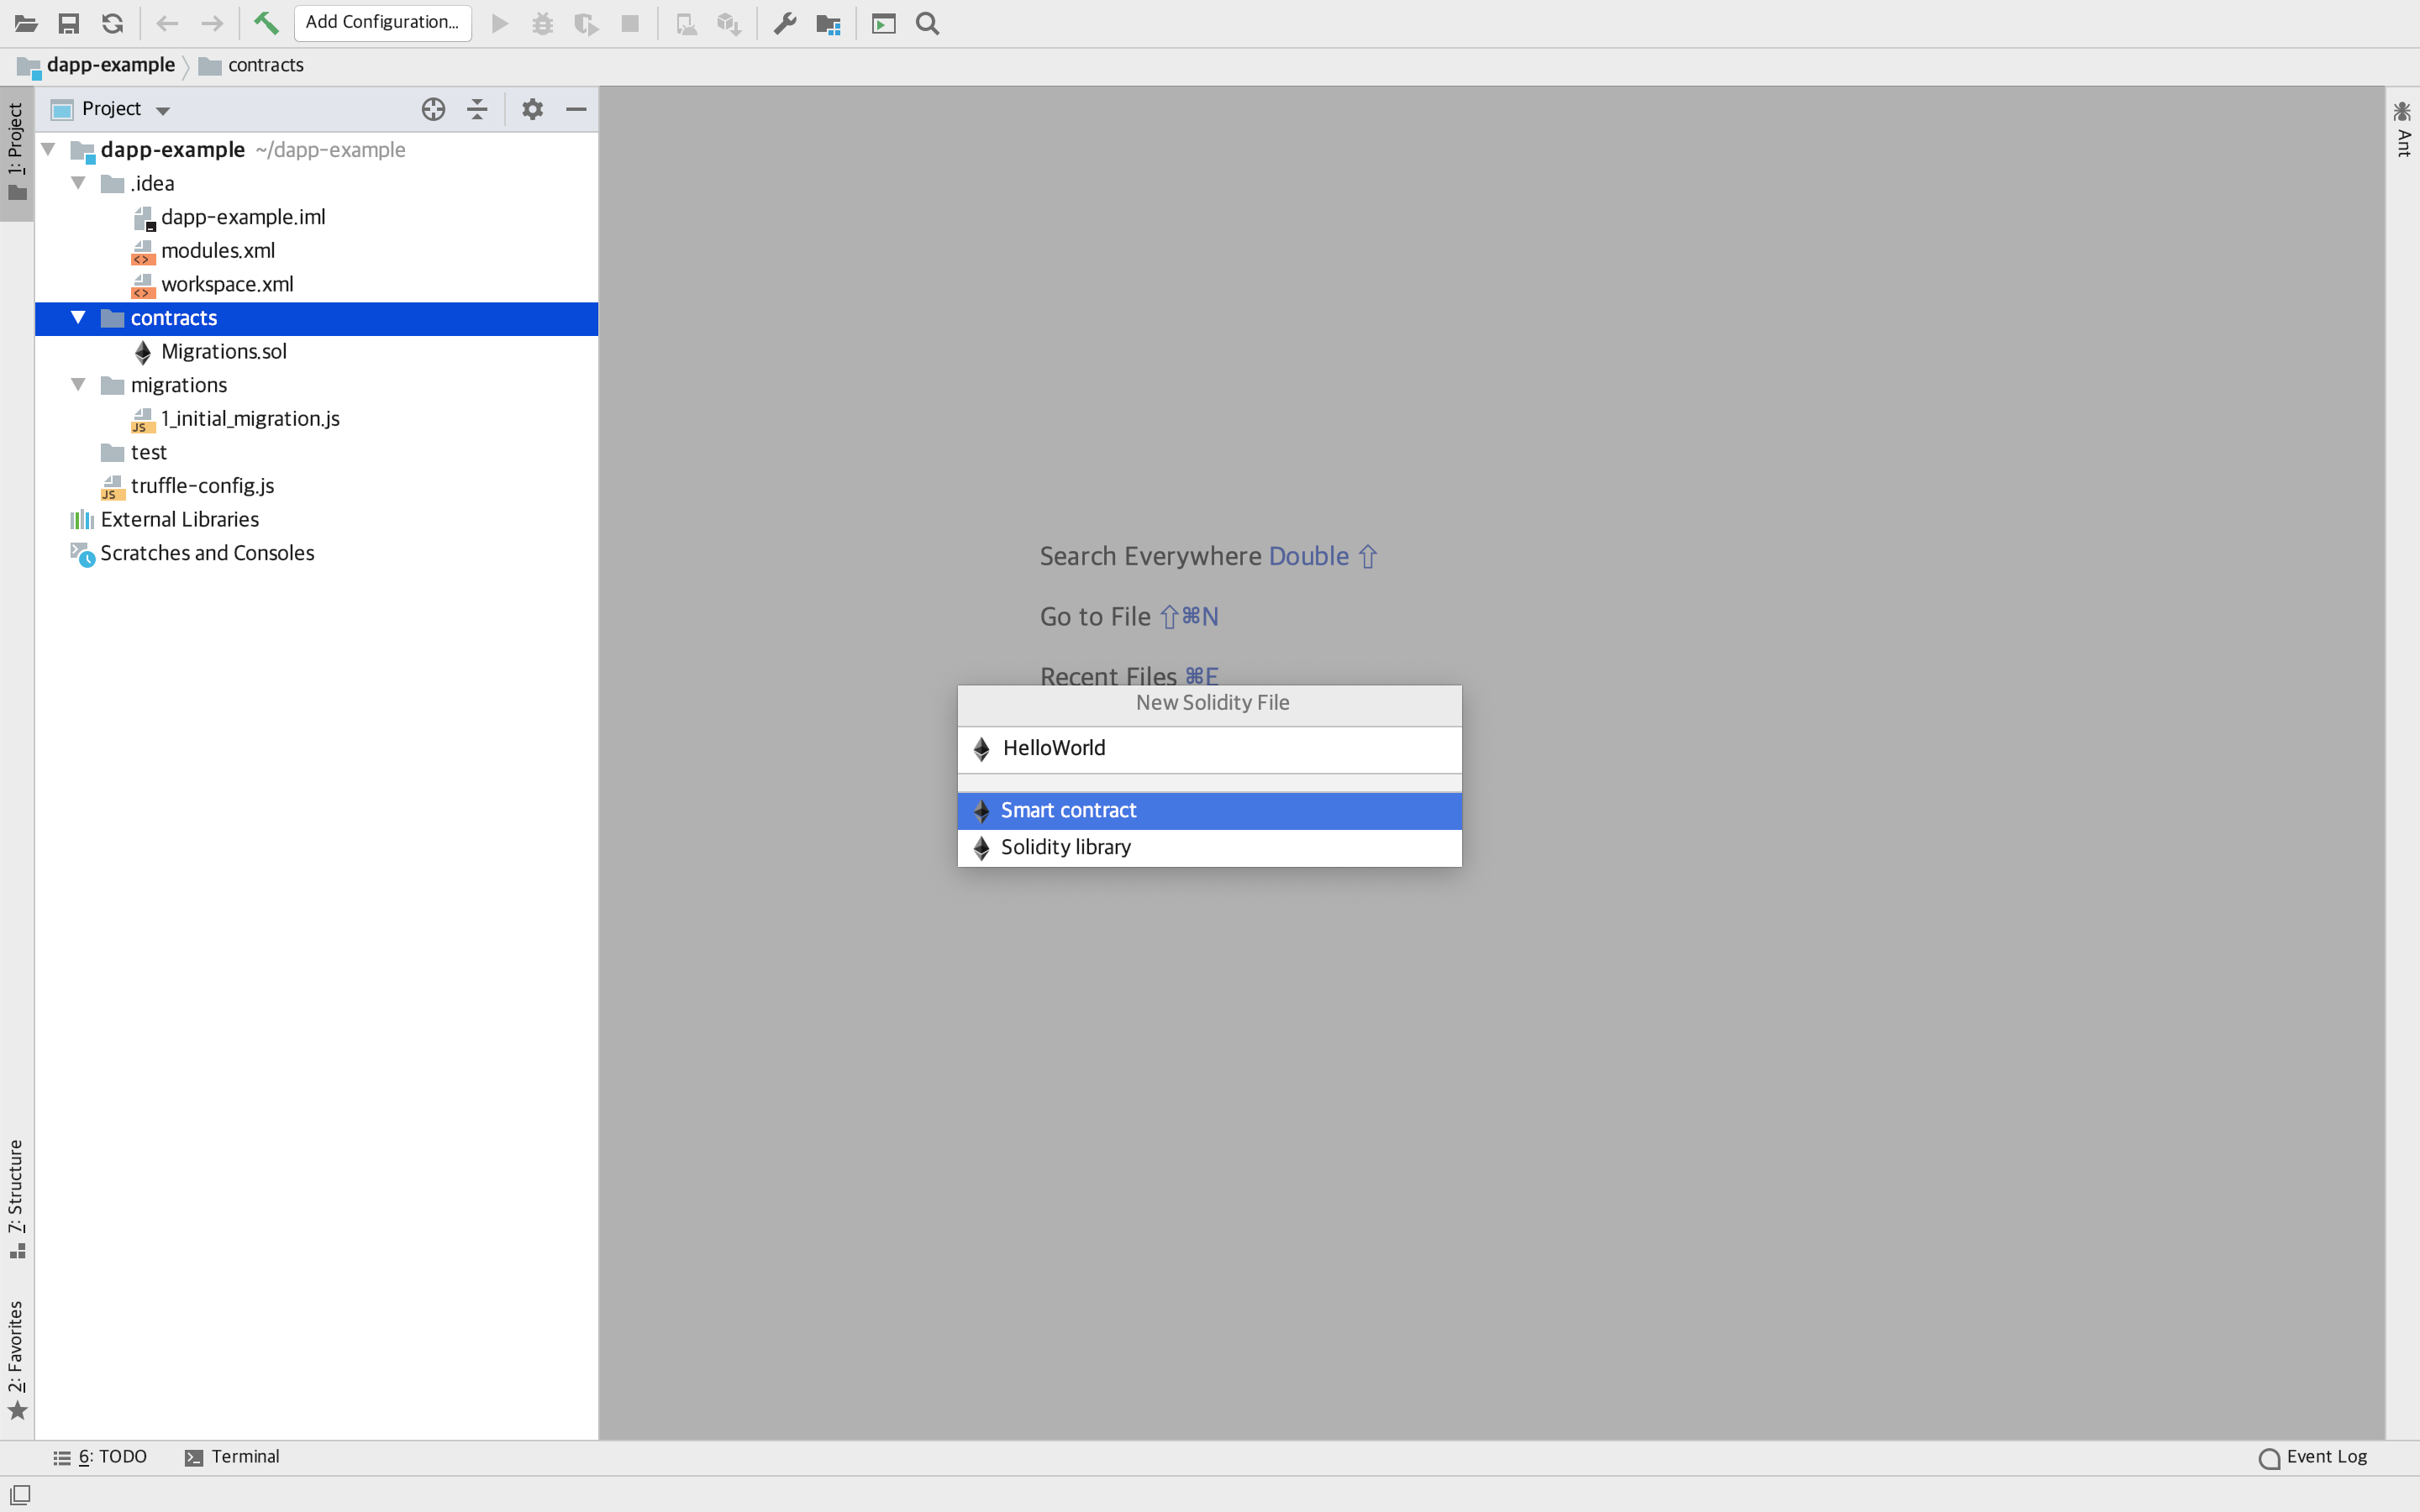 Add Configuration...
dapp-example
contracts
1: Project
Project
Ant
dapp-example ~/dapp-example
.idea
dapp-example.iml
modules.xml
<>
workspace.xml
<>
contracts
Migrations.sol
migrations
1_initial_migration.js
JS
test
truffle-config.js
JS
External Libraries
Scratches and Consoles
Search Everywhere Double ⇧
Go to File ⇧⌘N
Recent Files ⌘E
New Solidity File
HelloWorld
Smart contract
Solidity library
7: Structure
2: Favorites
6: TODO
Terminal
Event Log